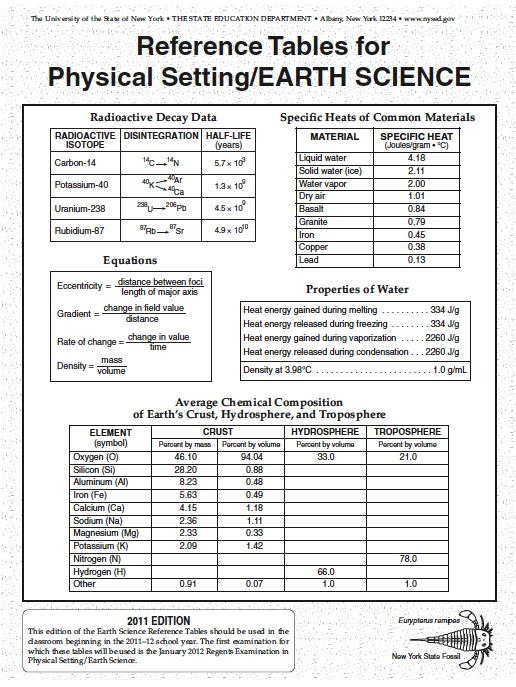 The University of the State of New York • THE STATE EDUCATION DEPARTMENT • Albany, New York 12234 • www.nysed.gov
Reference Tables for
Physical Setting/EARTH SCIENCE
Radioactive Decay Data
RADIOACTIVE ISOTOPE DISINTEGRATION HALF-LIFE (years)
Carbon-14 ¹⁴C→¹⁴N 5.7 × 10³
Potassium-40 ⁴⁰K→⁴⁰Ar ⁴⁰Ca 1.3 × 10⁹
Uranium-238 ²³⁸U→²⁰⁶Pb 4.5 × 10⁹
Rubidium-87 ⁸⁷Rb→⁸⁷Sr 4.9 × 10¹⁰
Specific Heats of Common Materials
MATERIAL SPECIFIC HEAT (Joules/gram • °C)
Liquid water 4.18
Solid water (ice) 2.11
Water vapor 2.00
Dry air 1.01
Basalt 0.84
Granite 0.79
Iron 0.45
Copper 0.38
Lead 0.13
Equations
Eccentricity = distance between foci / length of major axis
Gradient = change in field value / distance
Rate of change = change in value / time
Density = mass / volume
Properties of Water
Heat energy gained during melting . . . . . . . . . . 334 J/g
Heat energy released during freezing . . . . . . . . 334 J/g
Heat energy gained during vaporization . . . . . 2260 J/g
Heat energy released during condensation . . . 2260 J/g
Density at 3.98°C . . . . . . . . . . . . . . . . . . . . . . . . 1.0 g/mL
Average Chemical Composition
of Earth's Crust, Hydrosphere, and Troposphere
ELEMENT (symbol) CRUST HYDROSPHERE TROPOSPHERE
Percent by mass Percent by volume Percent by volume Percent by volume
Oxygen (O) 46.10 94.04 33.0 21.0
Silicon (Si) 28.20 0.88
Aluminum (Al) 8.23 0.48
Iron (Fe) 5.63 0.49
Calcium (Ca) 4.15 1.18
Sodium (Na) 2.36 1.11
Magnesium (Mg) 2.33 0.33
Potassium (K) 2.09 1.42
Nitrogen (N) 78.0
Hydrogen (H) 66.0
Other 0.91 0.07 1.0 1.0
2011 EDITION
This edition of the Earth Science Reference Tables should be used in the
classroom beginning in the 2011–12 school year. The first examination for
which these tables will be used is the January 2012 Regents Examination in
Physical Setting/Earth Science.
Eurypterus remipes
New York State Fossil